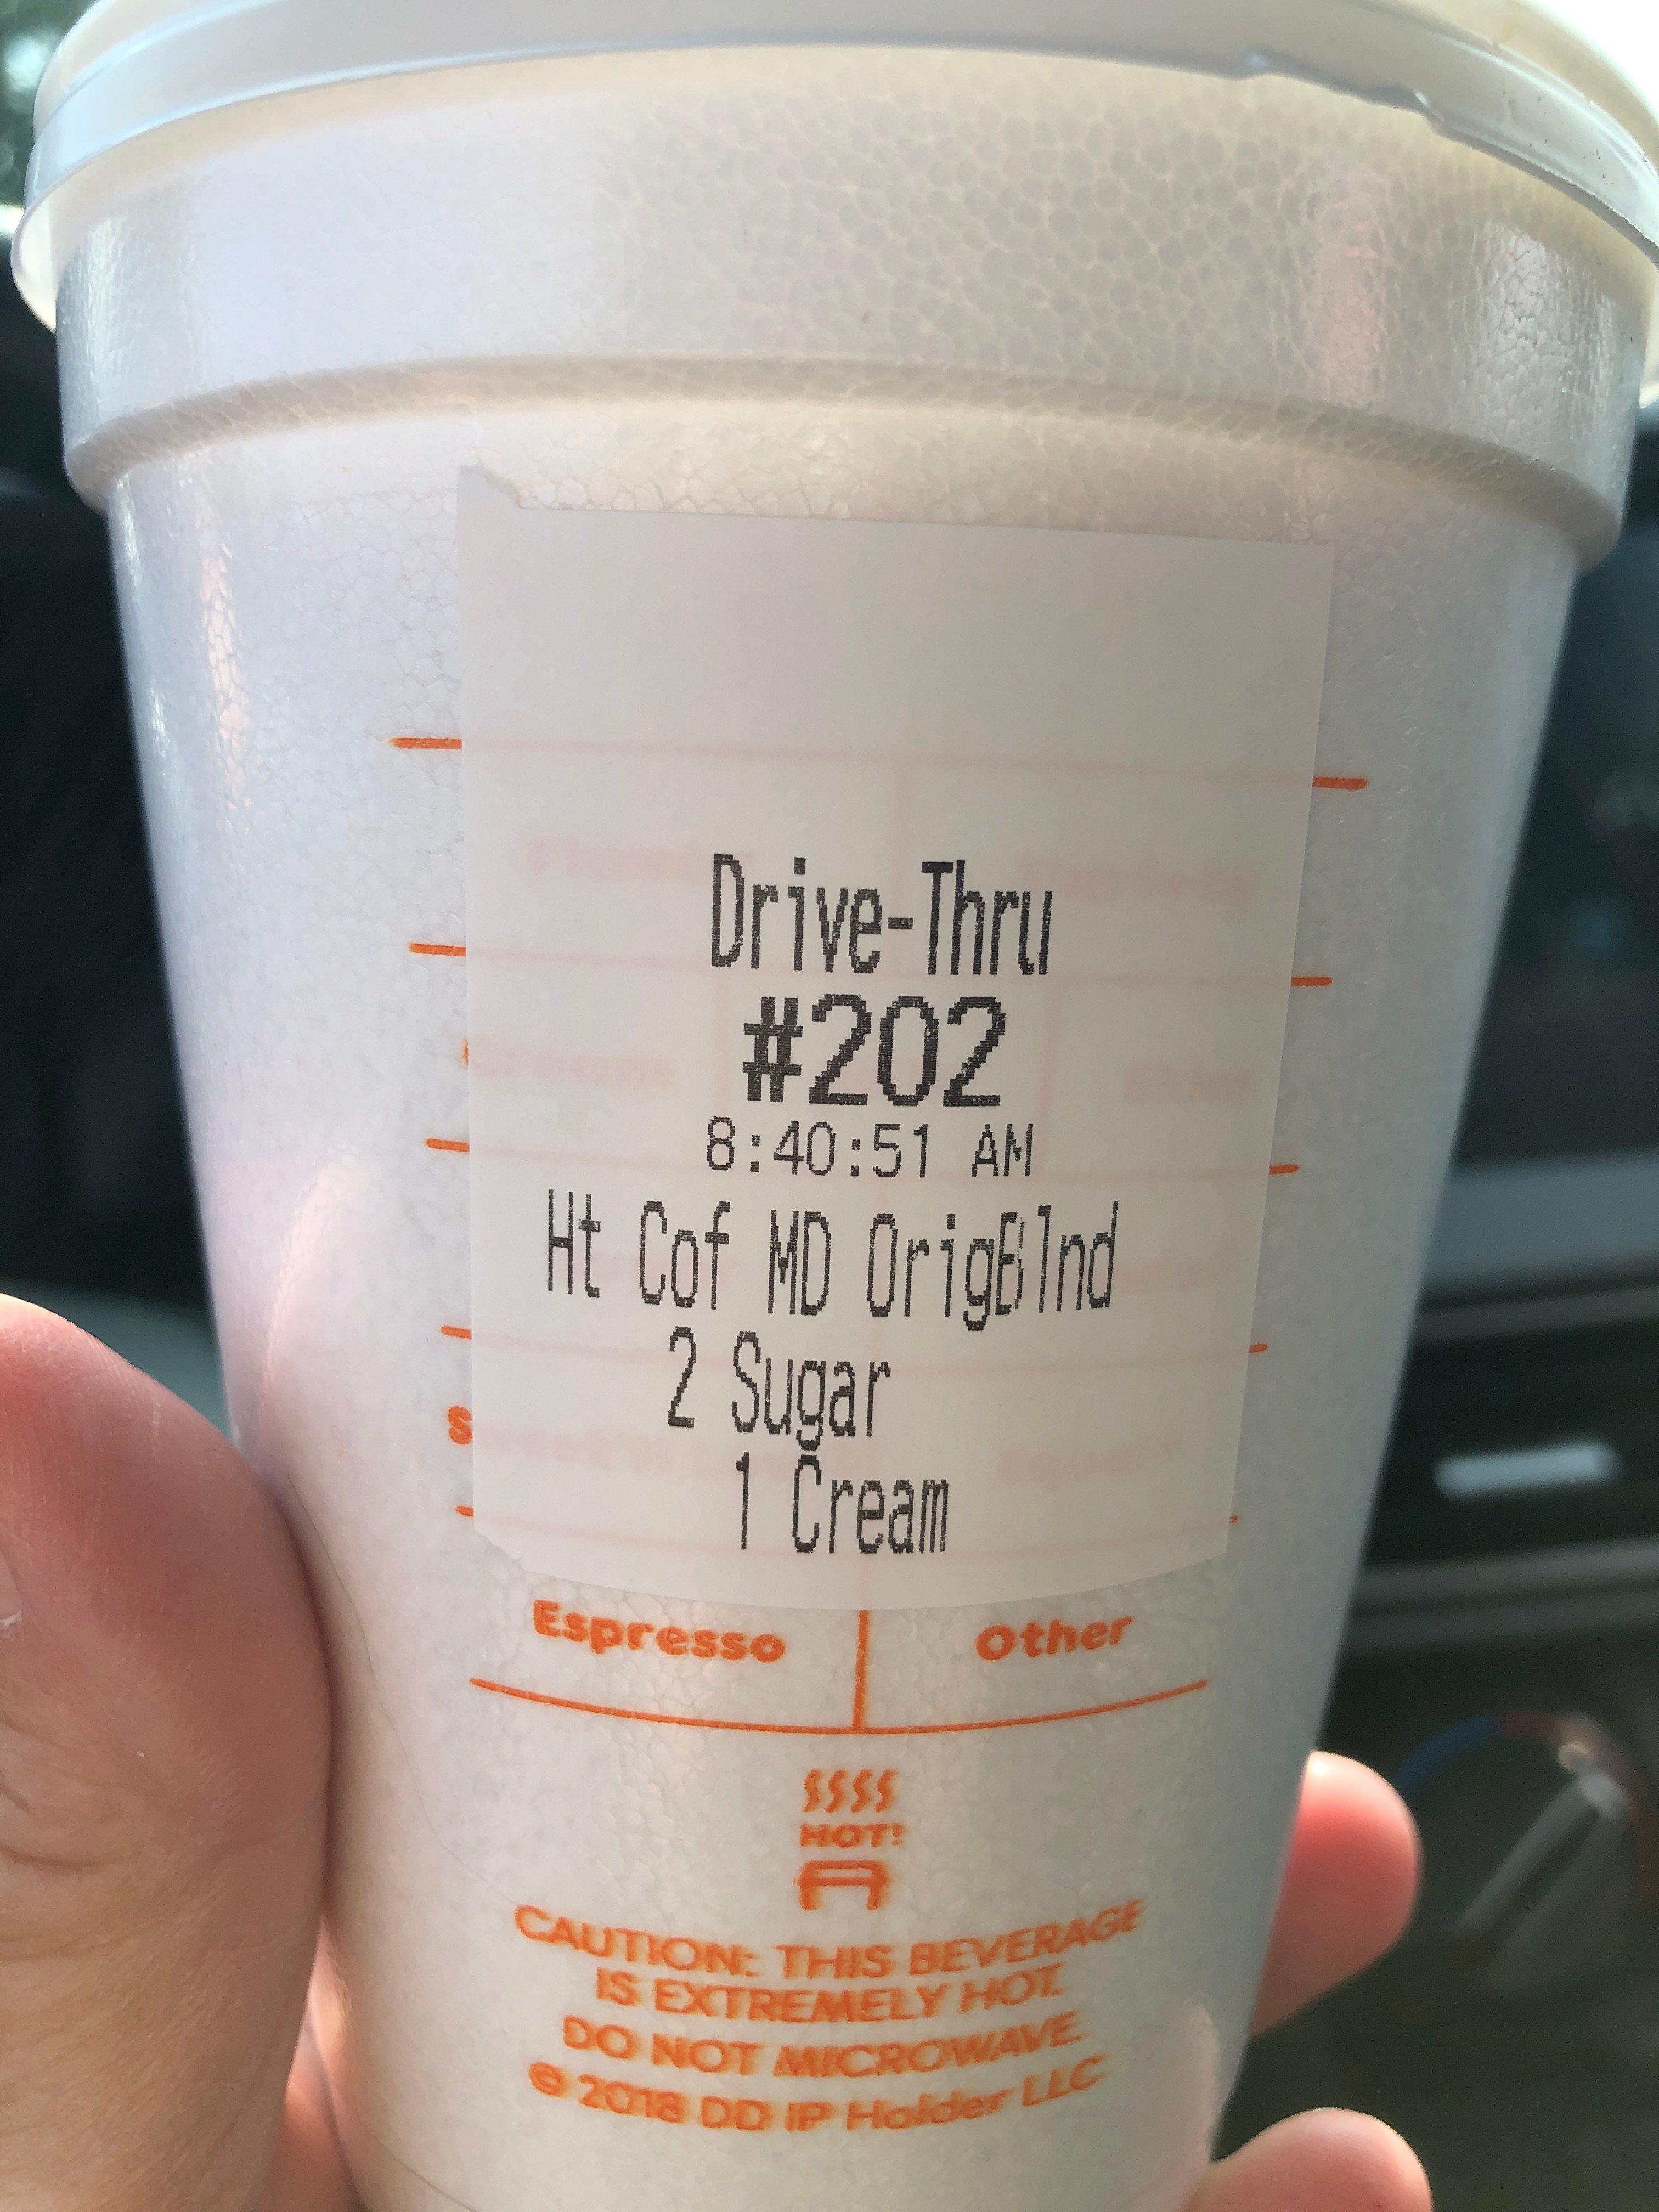 Drive-Thru
#202
8:40:51 AM
Ht Cof MD OrigBlnd
2 Sugar
1 Cream
Espresso
Other
HOT!
CAUTION: THIS BEVERAGE
IS EXTREMELY HOT.
DO NOT MICROWAVE.
© 2018 DD IP Holder LLC